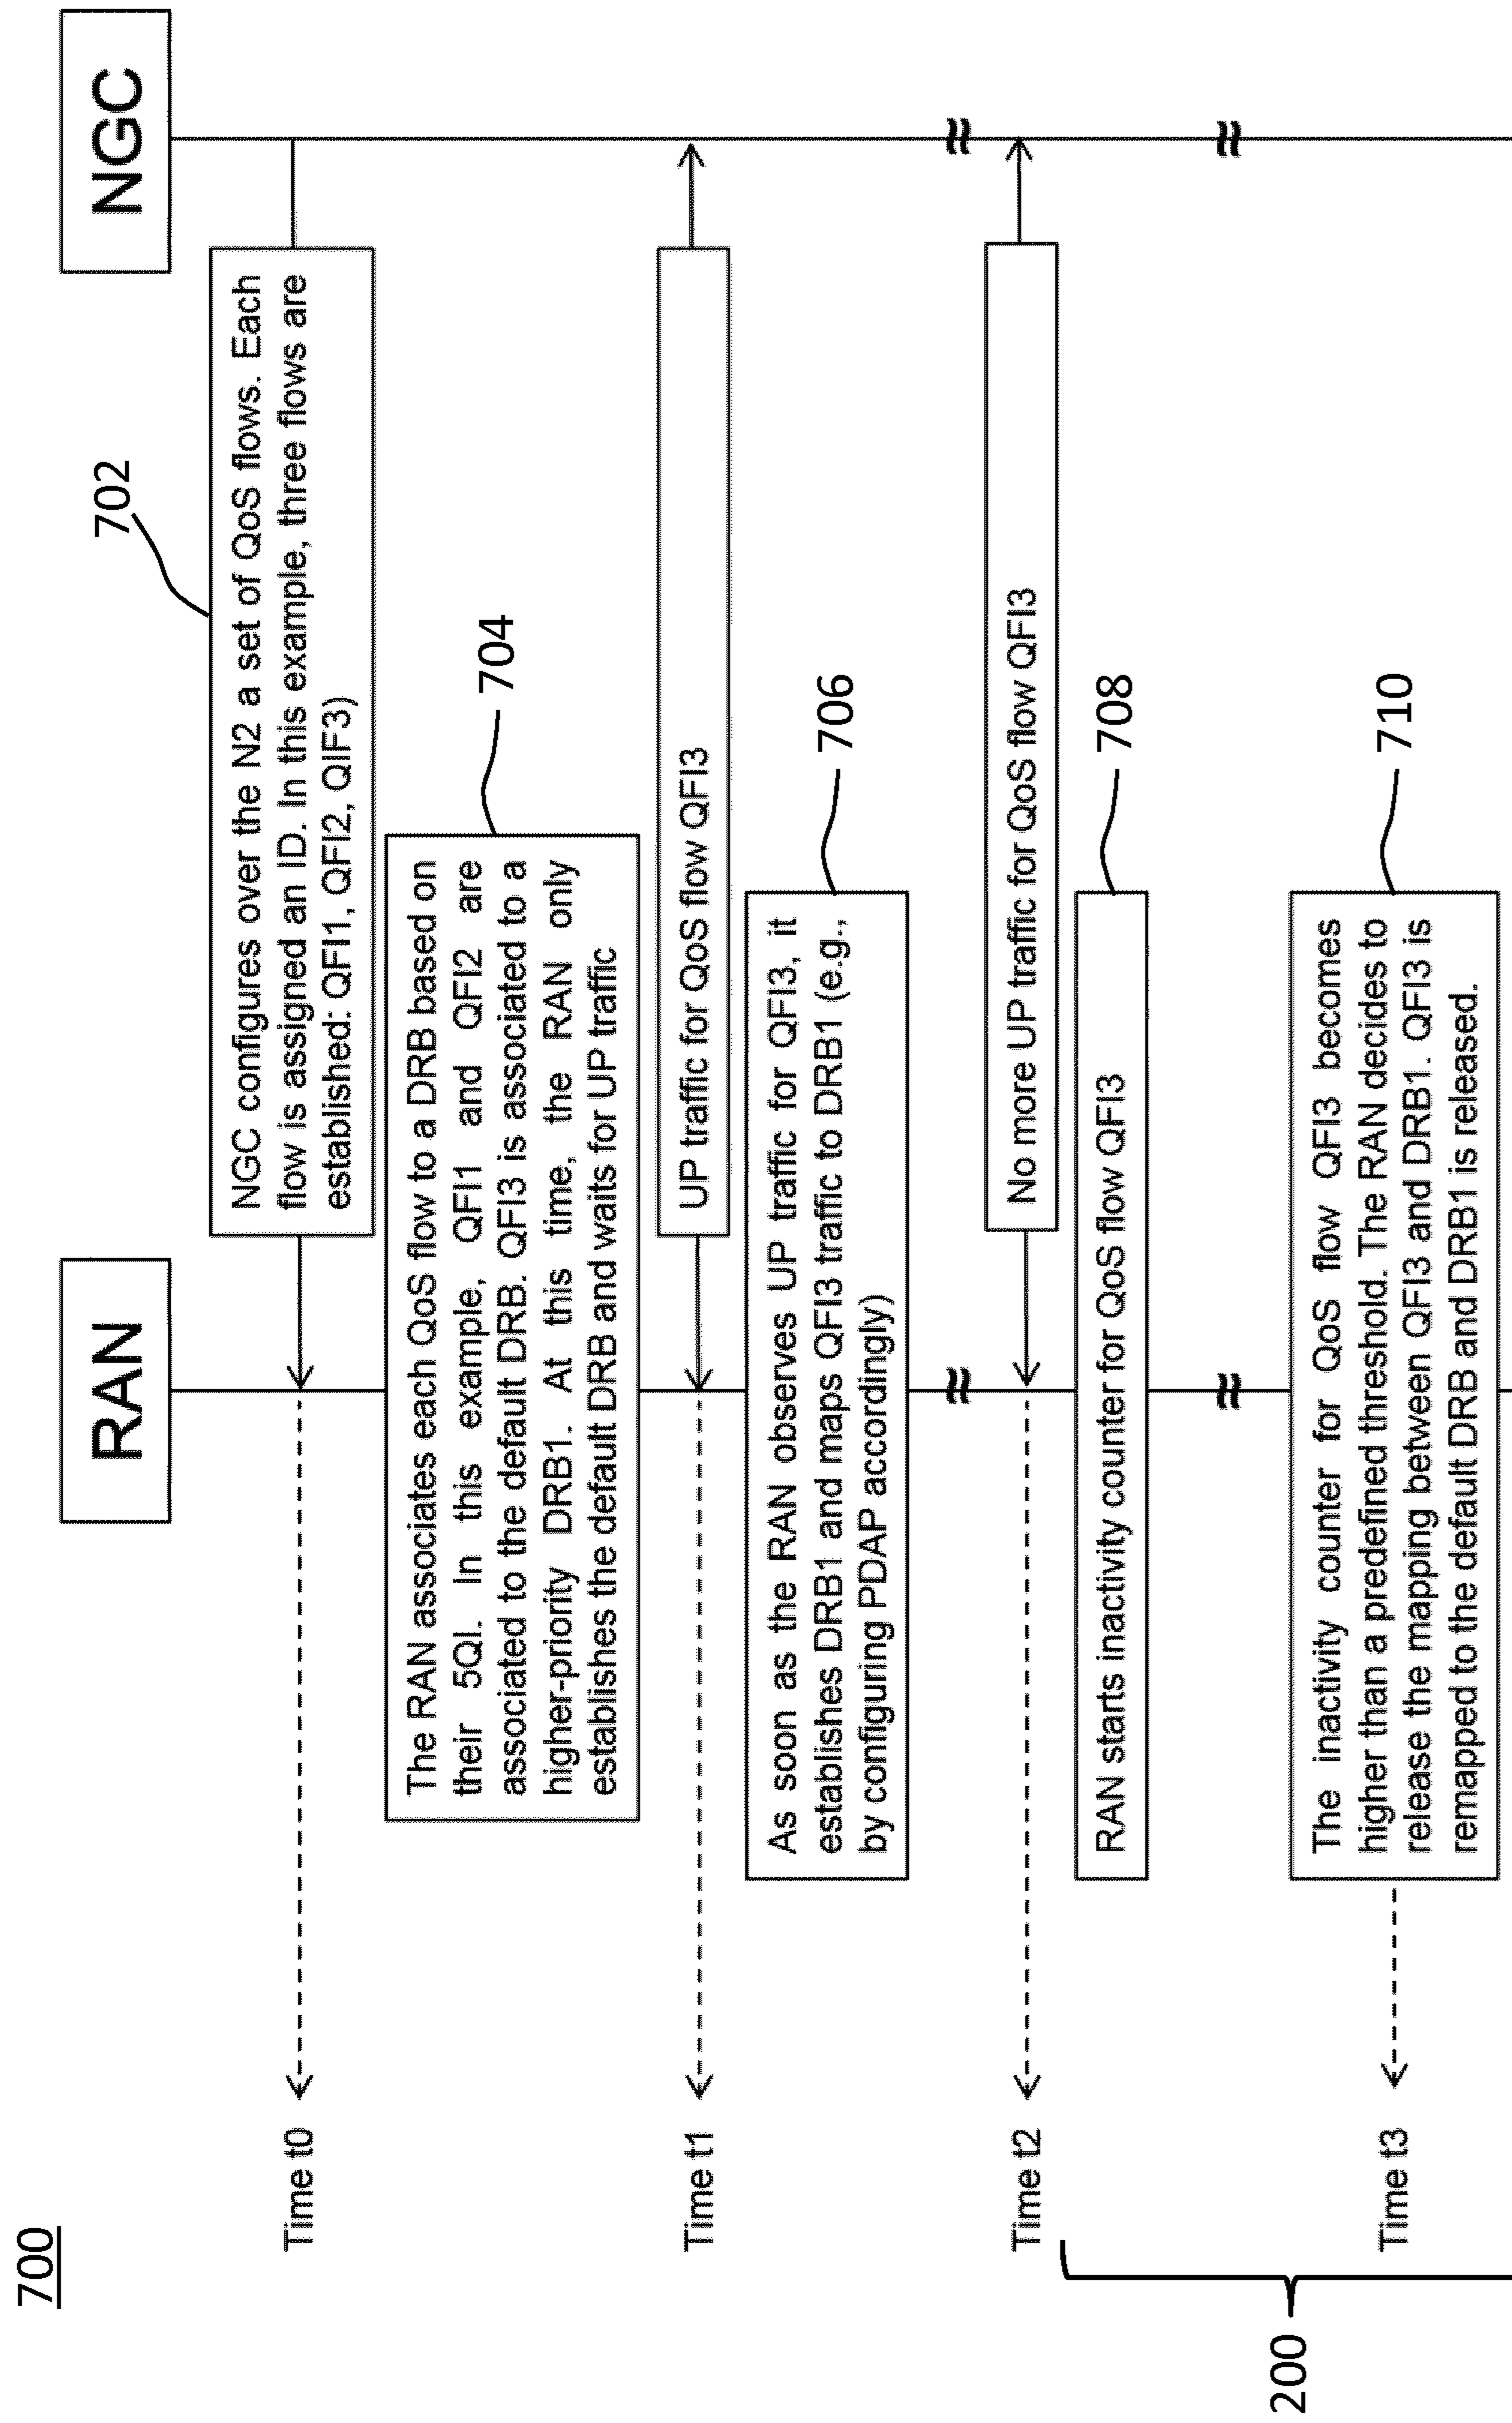 700
RAN
NGC
702
NGC configures over the N2 a set of QoS flows. Each
flow is assigned an ID. In this example, three flows are
established: QFI1, QFI2, QIF3)
Time t0
704
The RAN associates each QoS flow to a DRB based on
their 5QI. In this example, QFI1 and QFI2 are
associated to the default DRB. QFI3 is associated to a
higher-priority DRB1. At this time, the RAN only
establishes the default DRB and waits for UP traffic
Time t1
UP traffic for QoS flow QFI3
706
As soon as the RAN observes UP traffic for QFI3, it
establishes DRB1 and maps QFI3 traffic to DRB1 (e.g.,
by configuring PDAP accordingly)
Time t2
No more UP traffic for QoS flow QFI3
708
RAN starts inactivity counter for QoS flow QFI3
200
Time t3
710
The inactivity counter for QoS flow QFI3 becomes
higher than a predefined threshold. The RAN decides to
release the mapping between QFI3 and DRB1. QFI3 is
remapped to the default DRB and DRB1 is released.